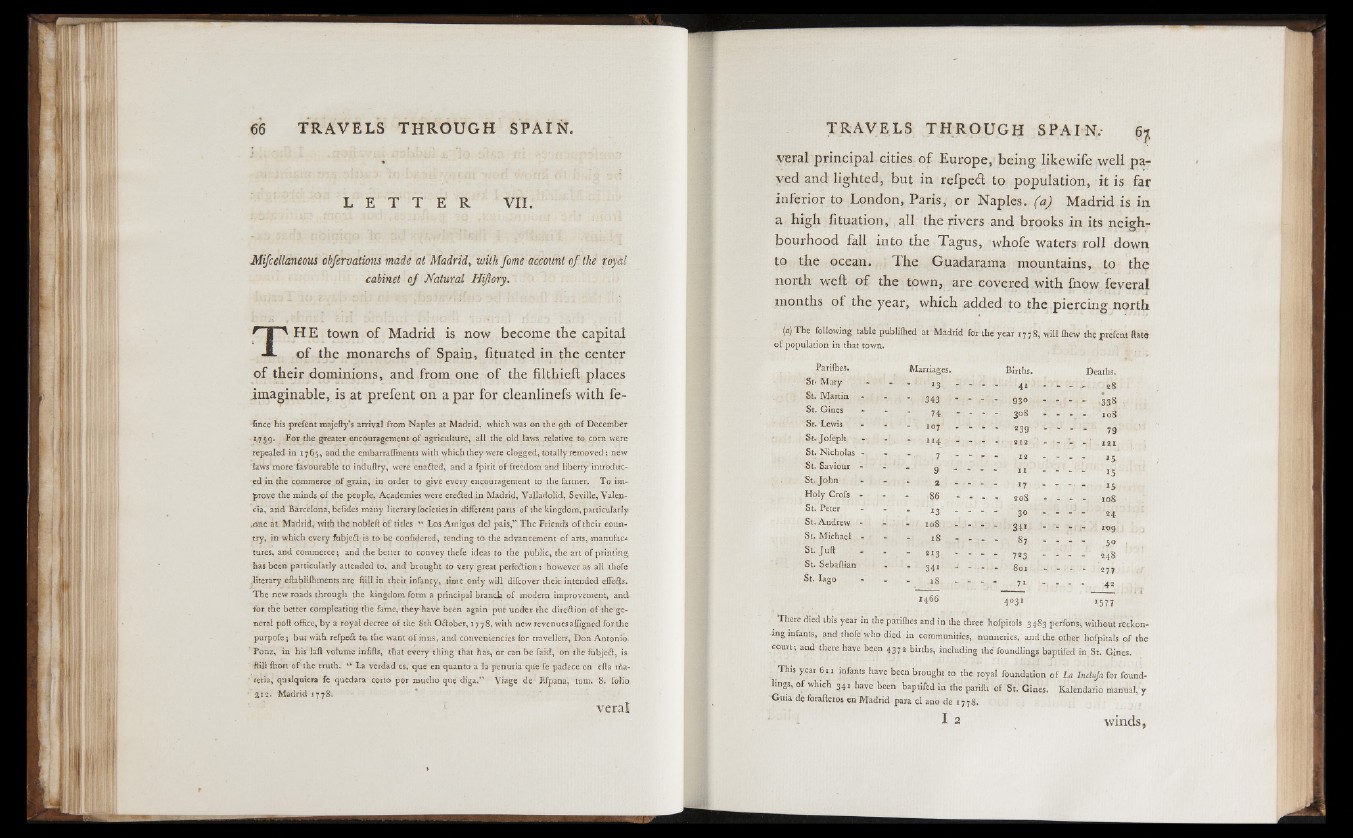 66 TRAVELS THROUGH SPAIN.
LETTER VII.
Miſcellaneous obſervations made at Madrid, with ſome account of the royal
cabinet of Natural Hiſtory.
THE town of Madrid is now become the capital
of the monarchs of Spain, ſituated in the center
of their dominions, and from one of the filthieſt places
imaginable, is at preſent on a par for cleanlineſs with ſe-
ſince his preſent majeſty's arrival from Naples at Madrid, which was on the 9th of December
1759. For the greater encouragement of agriculture, all the old laws relative to corn were
repealed in 1765, and the embarraſſments with which they were clogged, totally removed: new
laws more favourable to induſtry, were enacted, and a ſpirit of freedom and liberty introduc-
ed in the commerce of grain, in order to give every encouragement to the farmer. To im-
prove the minds of the people, Academies were erected in Madrid, Valladolid, Seville, Valen-
cia, and Barcelona, beſides many literary ſocieties in different parts of the kingdom, particularly
one at Madrid, with the nobleſt of titles “ Los Amigos del pais,” The Friends of their coun-
try, in which every ſubject is to be conſidered, tending to the advancement of arts, manufac-
tures, and commerce; and the better to convey theſe ideas to the public, the art of printing
has been particularly attended to, and brought to very great perfection: however as all theſe
literary eſtabliſhments are ſtill in their infancy, time only will diſcover their intended effects.
The new roads through the kingdom form a principal branch of modern improvement, and
for the better compleating the ſame, they have been again put under the direction of the ge-
neral poſt office, by a royal decree of the 8th October, 1778, with new revenues aſſigned for the
purpoſe; but with reſpect to the want of inns, and conveniencies for travellers, Don Antonio
Ponz, in his laſt volume inſiſts, that every thing that has, or can be ſaid, on the ſubject, is
ſtill ſhort of the truth. “ La verdad es, que en quanto a la penuria que ſe padece en eſta ma-
teria, qualquiera ſe quedara corto por mucho que diga.” Viage de Eſpana, tom. 8. folio
312. Madrid 1778.
veral
TRAVELS THROUGH SPAIN. 67
veral principal cities of Europe, being likewiſe well pa-
ved and lighted, but in reſpect to population, it is far
inferior to London, Paris, or Naples. (a) Madrid is in
a high ſituation, all the rivers and brooks in its neigh-
bourhood fall into the Tagus, whoſe waters roll down
to the ocean. The Guadarama mountains, to the
north weſt of the town, are covered with ſnow ſeveral
months of the year, which added to the piercing north
(a) The following table publiſhed at Madrid for the year 1778, will ſhew the preſent ſtate
of population in that town.
Pariſhes. Marriages. Births. Deaths.
St. Mary - - 13 - - - - 41 - - - - 28
St. Martin - - - 343 - - - - 930 - - - - 338
St. Gines - - 74 - - - - 308 - - - - 108
St. Lewis - - 107 - - - - 239 - - - - 79
St. Joſeph - - 114 - - - - 212 - - - - 121
St. Nicholas - - - 7 - - - - 12 - - - - 15
St. Saviour - - - 9 - - - - 11 - - - - 15
St. John - - - 2 - - - - 17 - - - - 15
Holy Croſs - - - 86 - - - - 208 - - - - 108
St. Peter - - - 13 - - - - 30 - - - - 24
St. Andrew - - - 108 - - - - 341 - - - - 109
St. Michael - - - 18 - - - - 87 - - - - 50
St. Juſt - - - 213 - - - - 723 - - - - 248
St. Sebaſtian - - 341 - - - - 801 - - - - 277
St. Iago - - - 18 - - - - 71 - - - - 42
1466 4031 1577
There died this year in the pariſhes and in the three hoſpitals 3483 perſons, without reckon-
ing infants, and thoſe who died in communities, nunneries, and the other hoſpitals of the
court; and there have been 4372 births, including the foundlings baptiſed in St. Gines.
This year 621 infants have been brought to the royal foundation of La Incluſa for found-
lings, of which 341 have been baptiſed in the pariſh of St. Gines. Kalendario manual, y
Guia de foraſteros en Madrid para el ano de 1778.
I 2 winds,